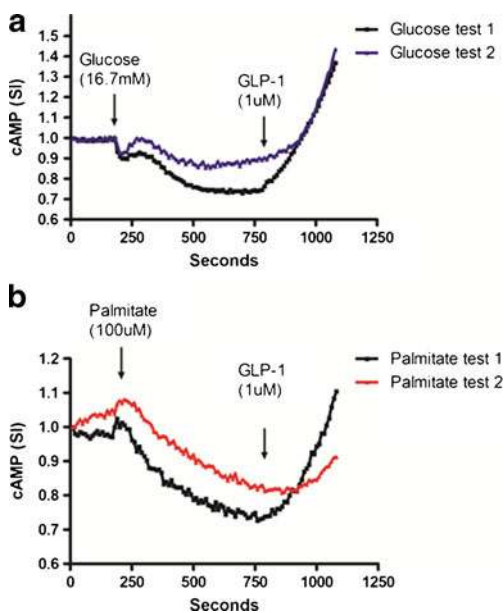 a
Glucose test 1
Glucose test 2
Glucose
(16.7mM)
GLP-1
(1uM)
cAMP (SI)
1.5
1.4
1.3
1.2
1.1
1.0
0.9
0.8
0.7
0.6
0 250 500 750 1000 1250
Seconds
b
Palmitate
(100uM)
GLP-1
(1uM)
Palmitate test 1
Palmitate test 2
cAMP (SI)
1.2
1.1
1.0
0.9
0.8
0.7
0.6
0 250 500 750 1000 1250
Seconds